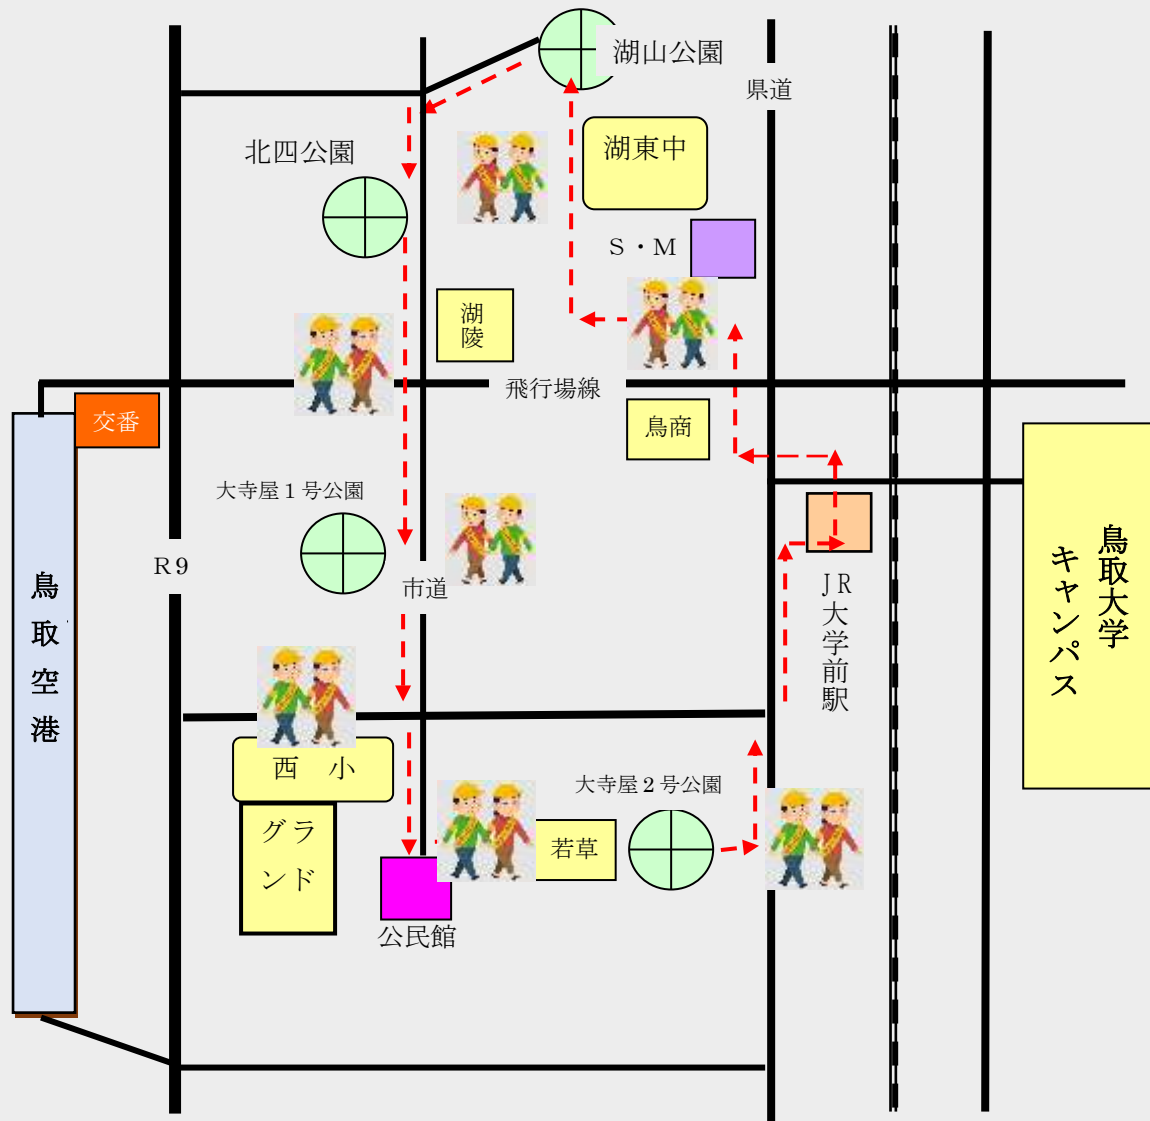 湖山公園
県道
北四公園
湖東中
S・M
湖
陵
飛行場線
交番
鳥商
大寺屋1号公園
R9
市道
鳥取空港
JR大学前駅
鳥取大学
キャンパス
西　小
グラ
ンド
大寺屋2号公園
若草
公民館